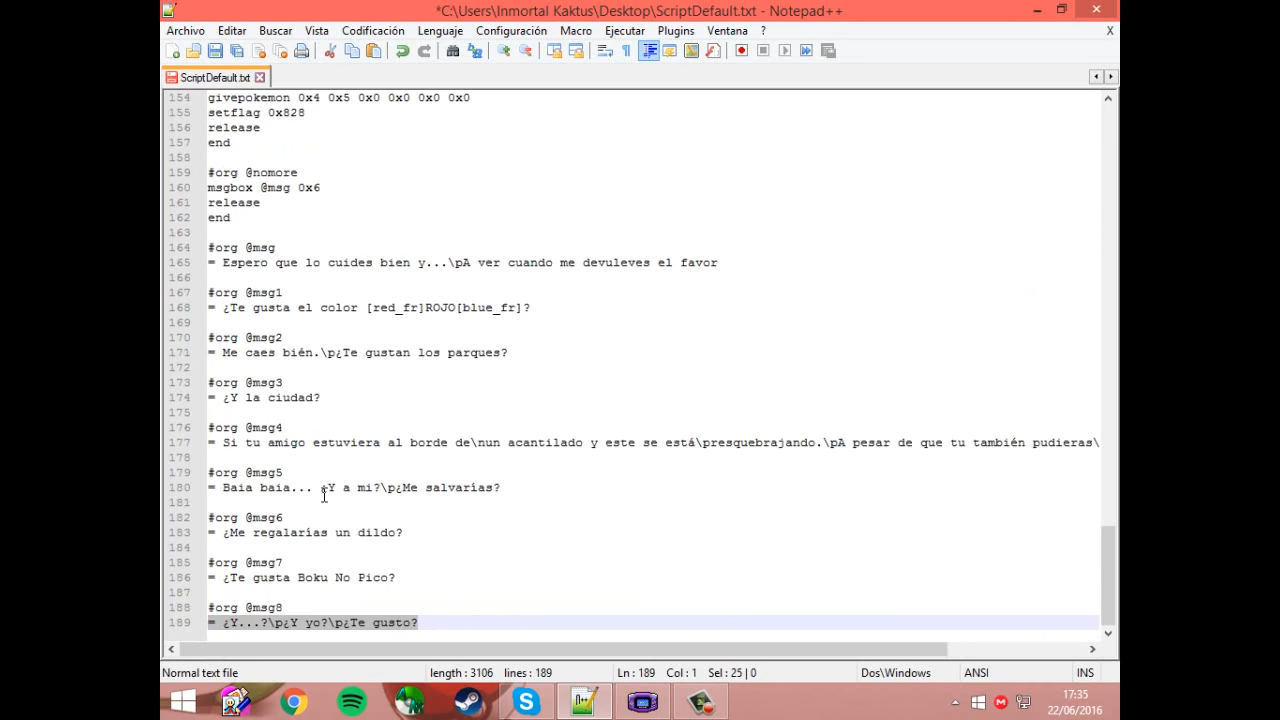 *C:\Users\Inmortal Kaktus\Desktop\ScriptDefault.txt - Notepad++
Archivo Editar Buscar Vista Codificación Lenguaje Configuración Macro Ejecutar Plugins Ventana ? X
ScriptDefault.txt
154 givepokemon 0x4 0x5 0x0 0x0 0x0 0x0
155 setflag 0x828
156 release
157 end
158
159 #org @nomore
160 msgbox @msg 0x6
161 release
162 end
163
164 #org @msg
165 = Espero que lo cuides bien y...\pA ver cuando me devuleves el favor
166
167 #org @msg1
168 = ¿Te gusta el color [red_fr]ROJO[blue_fr]?
169
170 #org @msg2
171 = Me caes bién.\p¿Te gustan los parques?
172
173 #org @msg3
174 = ¿Y la ciudad?
175
176 #org @msg4
177 = Si tu amigo estuviera al borde de\nun acantilado y este se está\presquebrajando.\pA pesar de que tu también pudieras\
178
179 #org @msg5
180 = Baia baia... ¿Y a mi?\p¿Me salvarías?
181
182 #org @msg6
183 = ¿Me regalarías un dildo?
184
185 #org @msg7
186 = ¿Te gusta Boku No Pico?
187
188 #org @msg8
189 = ¿Y...?\p¿Y yo?\p¿Te gusto?
Normal text file length : 3106 lines : 189 Ln : 189 Col : 1 Sel : 25 | 0 Dos\Windows ANSI INS
17:35
22/06/2016